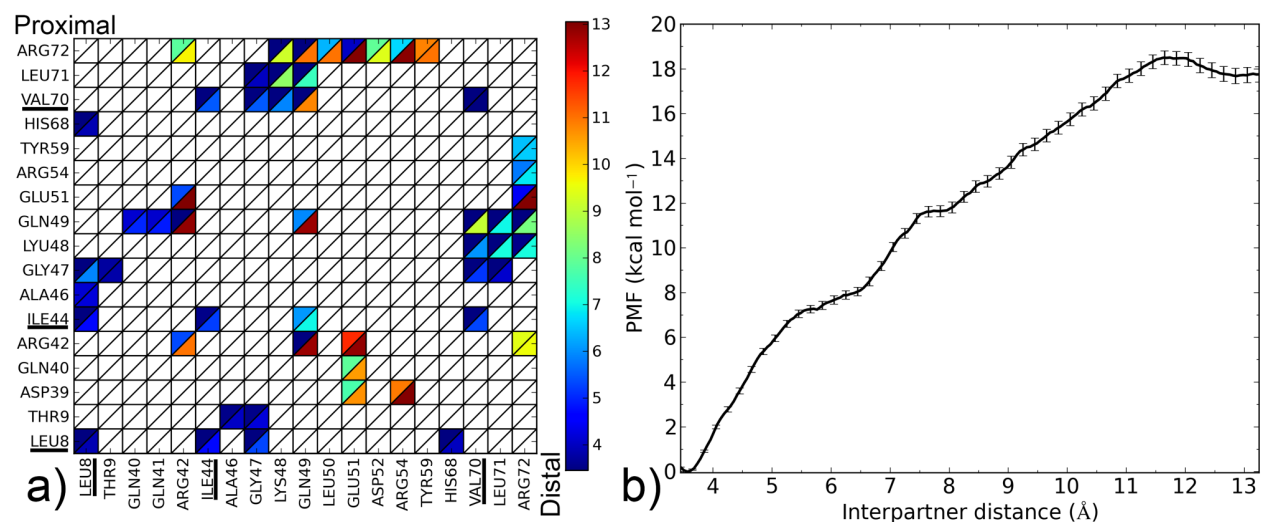 Proximal
ARG72
LEU71
VAL70
HIS68
TYR59
ARG54
GLU51
GLN49
LYU48
GLY47
ALA46
ILE44
ARG42
GLN40
ASP39
THR9
LEU8
LEU8
THR9
GLN40
GLN41
ARG42
ILE44
ALA46
GLY47
LYS48
GLN49
LEU50
GLU51
ASP52
ARG54
TYR59
HIS68
VAL70
LEU71
ARG72
Distal
a)
13
12
11
10
9
8
7
6
5
4
20
18
16
14
12
10
8
6
4
2
0
PMF (kcal mol⁻¹)
4 5 6 7 8 9 10 11 12 13
Interpartner distance (Å)
b)